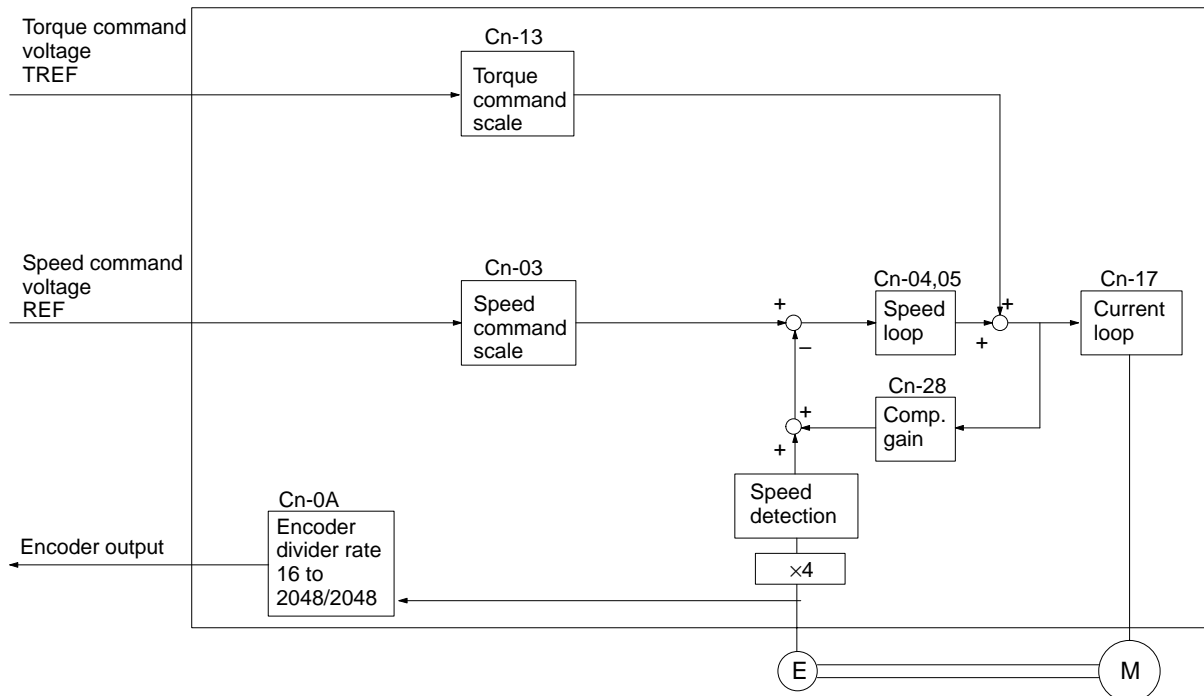 Torque command
voltage
TREF
Cn-13
Torque
command
scale
Speed command
voltage
REF
Cn-03
Speed
command
scale
+
–
Cn-04,05
Speed
loop
+
+
Cn-17
Current
loop
Cn-28
Comp.
gain
+
+
Speed
detection
×4
Cn-0A
Encoder
divider rate
16 to
2048/2048
Encoder output
E
M